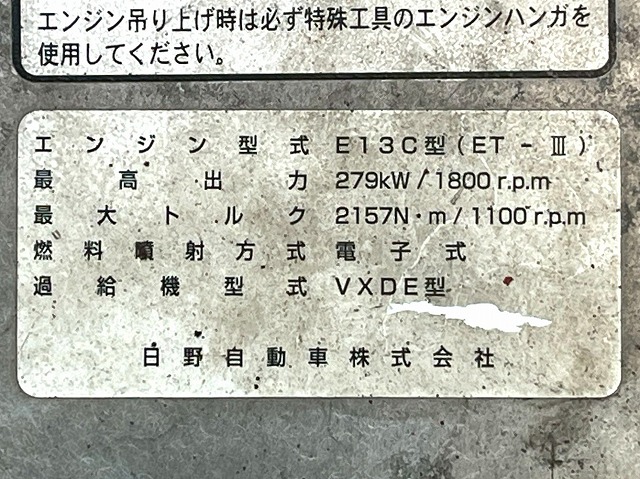 エンジン吊り上げ時は必ず特殊工具のエンジンハンガを
使用してください。
エンジン型式 E13C型(ET-Ⅲ)
最高出力 279kW/1800r.p.m
最大トルク 2157N・m/1100r.p.m
燃料噴射方式 電子式
過給機型式 VXDE型
日野自動車株式会社